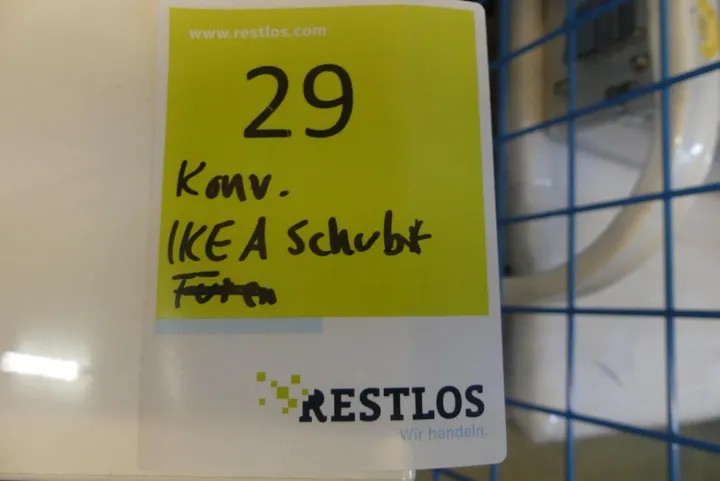 www.restlos.com
29
Konv.
IKEA Schubk
RESTLOS
Wir handeln.